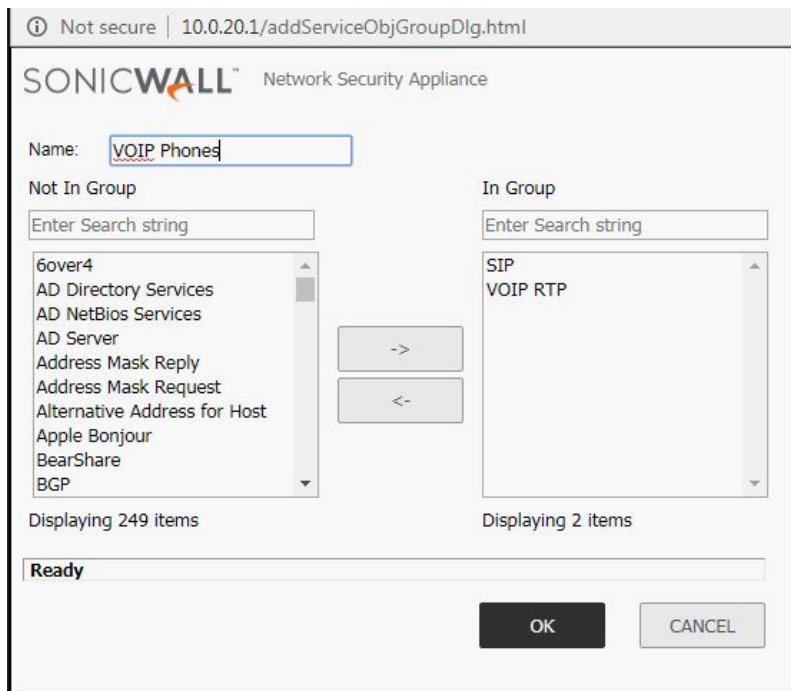 Not secure | 10.0.20.1/addServiceObjGroupDlg.html
SONICWALL™ Network Security Appliance
Name: VOIP Phones
Not In Group
Enter Search string
6over4
AD Directory Services
AD NetBios Services
AD Server
Address Mask Reply
Address Mask Request
Alternative Address for Host
Apple Bonjour
BearShare
BGP
Displaying 249 items
->
<-
In Group
Enter Search string
SIP
VOIP RTP
Displaying 2 items
Ready
OK
CANCEL